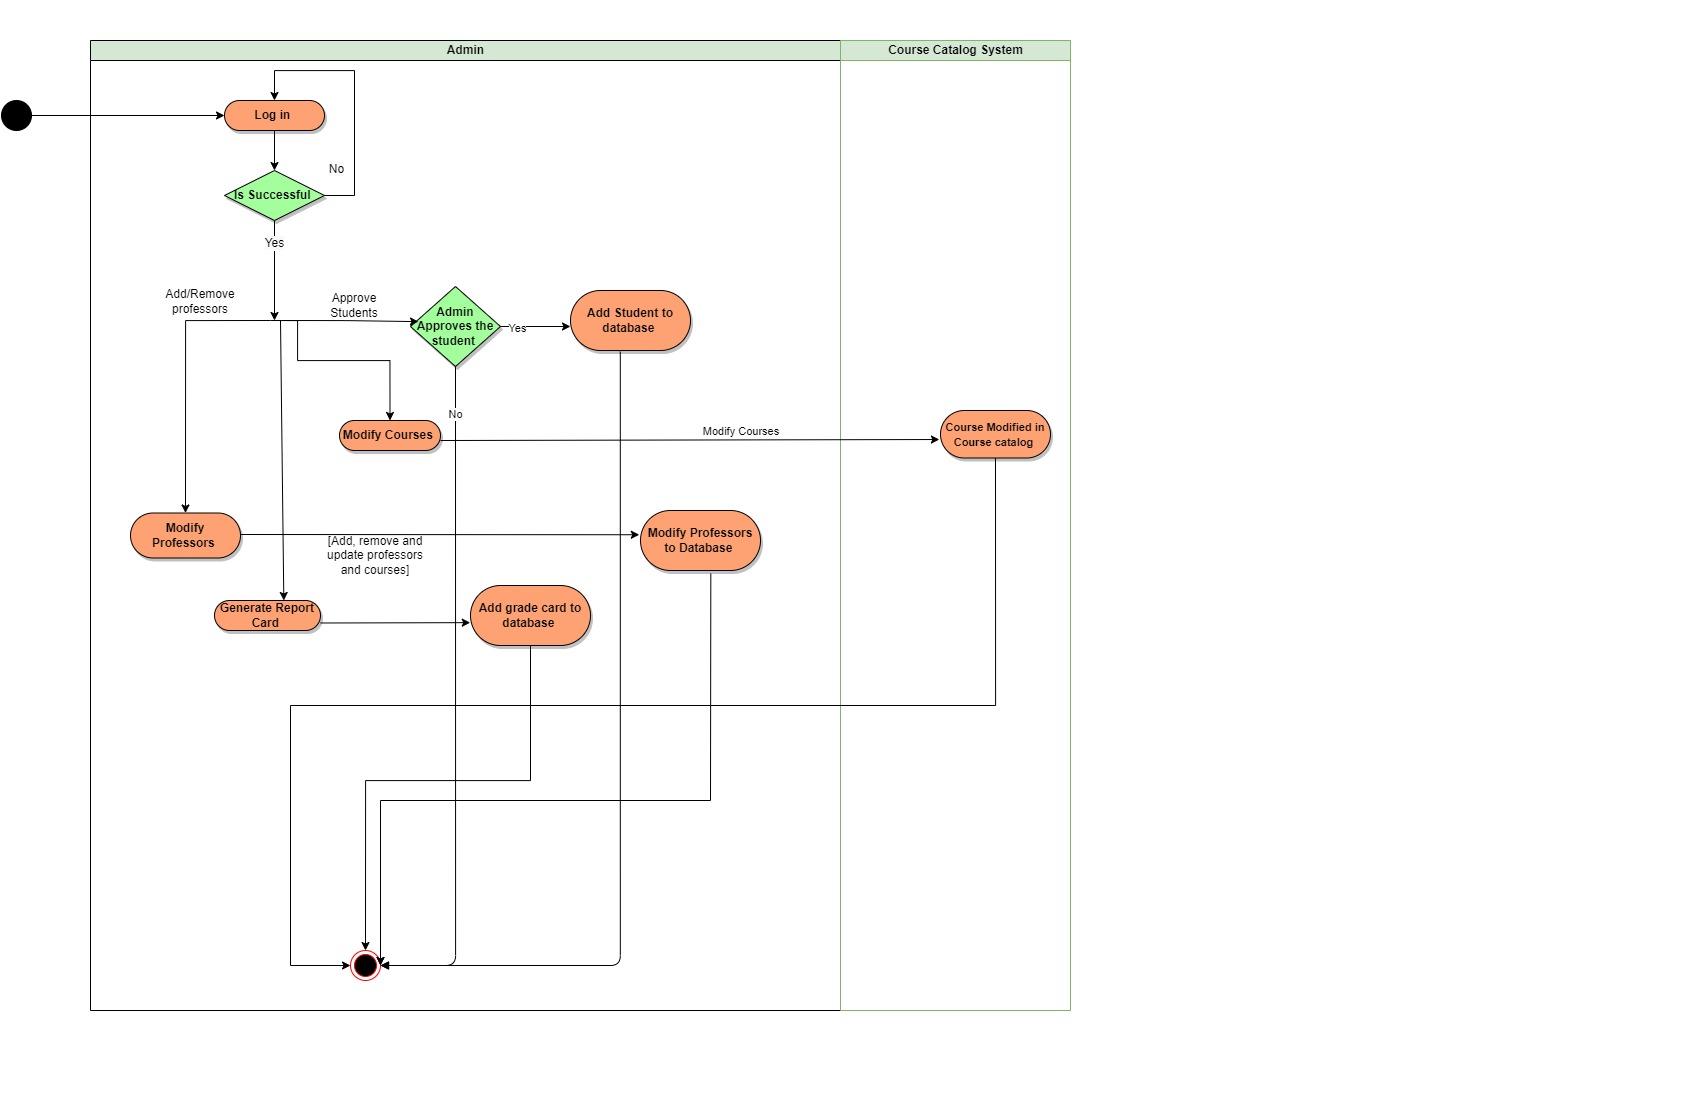 Admin
Course Catalog System
Log in
No
Is Successful
Yes
Add/Remove
professors
Approve
Students
Admin
Approves the
student
Yes
Add Student to
database
No
Modify Courses
Modify Courses
Course Modified in
Course catalog
Modify
Professors
[Add, remove and
update professors
and courses]
Modify Professors
to Database
Generate Report
Card
Add grade card to
database